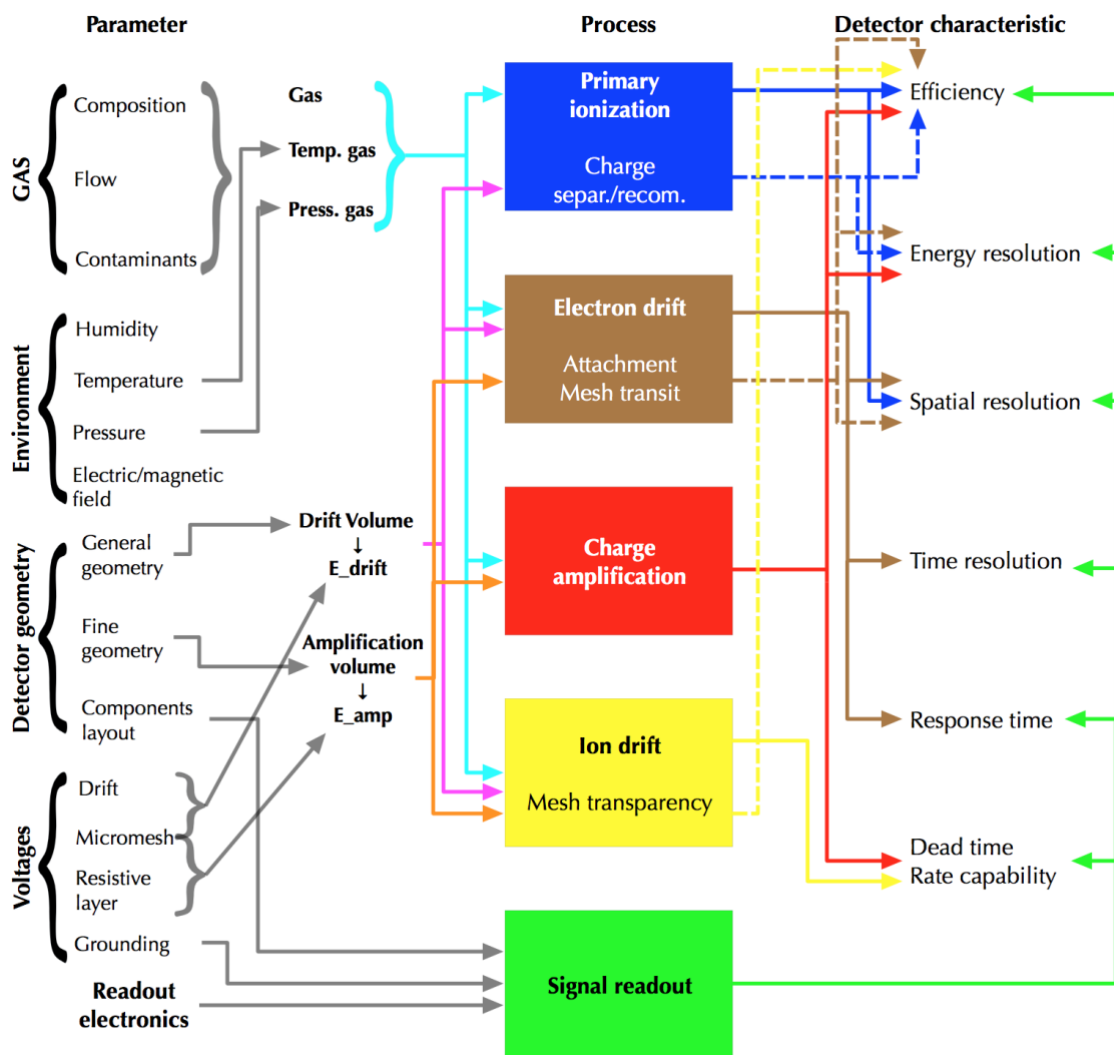 Parameter
Process
Detector characteristic
GAS
Composition
Flow
Contaminants
Gas
Temp. gas
Press. gas
Environment
Humidity
Temperature
Pressure
Electric/magnetic
field
Detector geometry
General
geometry
Fine
geometry
Components
layout
Drift Volume
↓
E_drift
Amplification
volume
↓
E_amp
Voltages
Drift
Micromesh
Resistive
layer
Grounding
Readout
electronics
Primary
ionization
Charge
separ./recom.
Electron drift
Attachment
Mesh transit
Charge
amplification
Ion drift
Mesh transparency
Signal readout
Efficiency
Energy resolution
Spatial resolution
Time resolution
Response time
Dead time
Rate capability